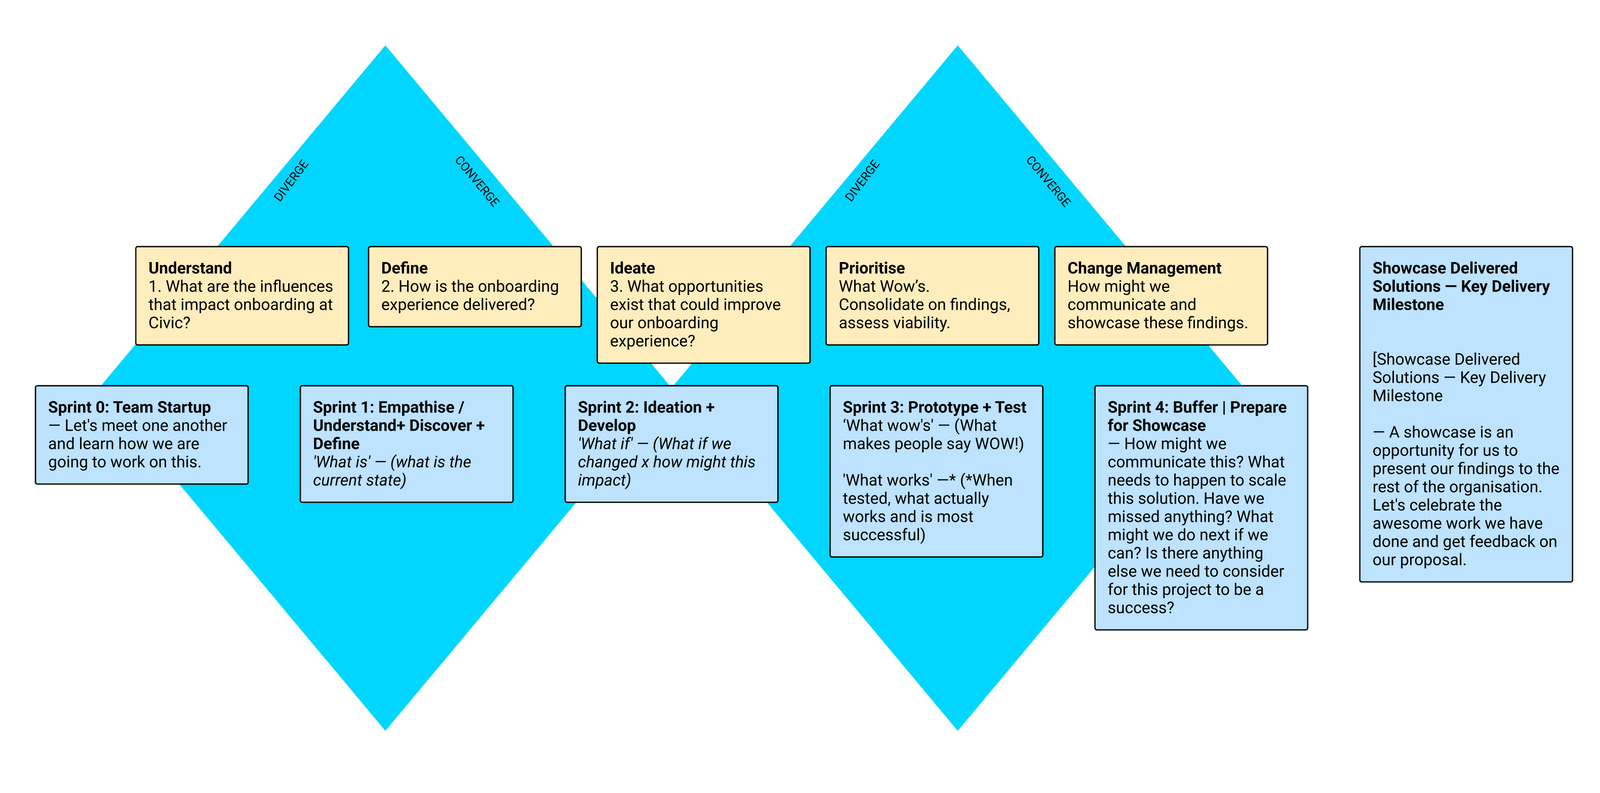 DIVERGE
CONVERGE
DIVERGE
CONVERGE
Understand
1. What are the influences
that impact onboarding at
Civic?
Define
2. How is the onboarding
experience delivered?
Ideate
3. What opportunities
exist that could improve
our onboarding
experience?
Prioritise
What Wow’s.
Consolidate on findings,
assess viability.
Change Management
How might we
communicate and
showcase these findings.
Sprint 0: Team Startup
— Let's meet one another
and learn how we are
going to work on this.
Sprint 1: Empathise /
Understand+ Discover +
Define
'What is' — (what is the
current state)
Sprint 2: Ideation +
Develop
'What if' — (What if we
changed x how might this
impact)
Sprint 3: Prototype + Test
‘What wow's' — (What
makes people say WOW!)
'What works' —* (*When
tested, what actually
works and is most
successful)
Sprint 4: Buffer | Prepare
for Showcase
— How might we
communicate this? What
needs to happen to scale
this solution. Have we
missed anything? What
might we do next if we
can? Is there anything
else we need to consider
for this project to be a
success?
Showcase Delivered
Solutions — Key Delivery
Milestone
[Showcase Delivered
Solutions — Key Delivery
Milestone
— A showcase is an
opportunity for us to
present our findings to the
rest of the organisation.
Let's celebrate the
awesome work we have
done and get feedback on
our proposal.